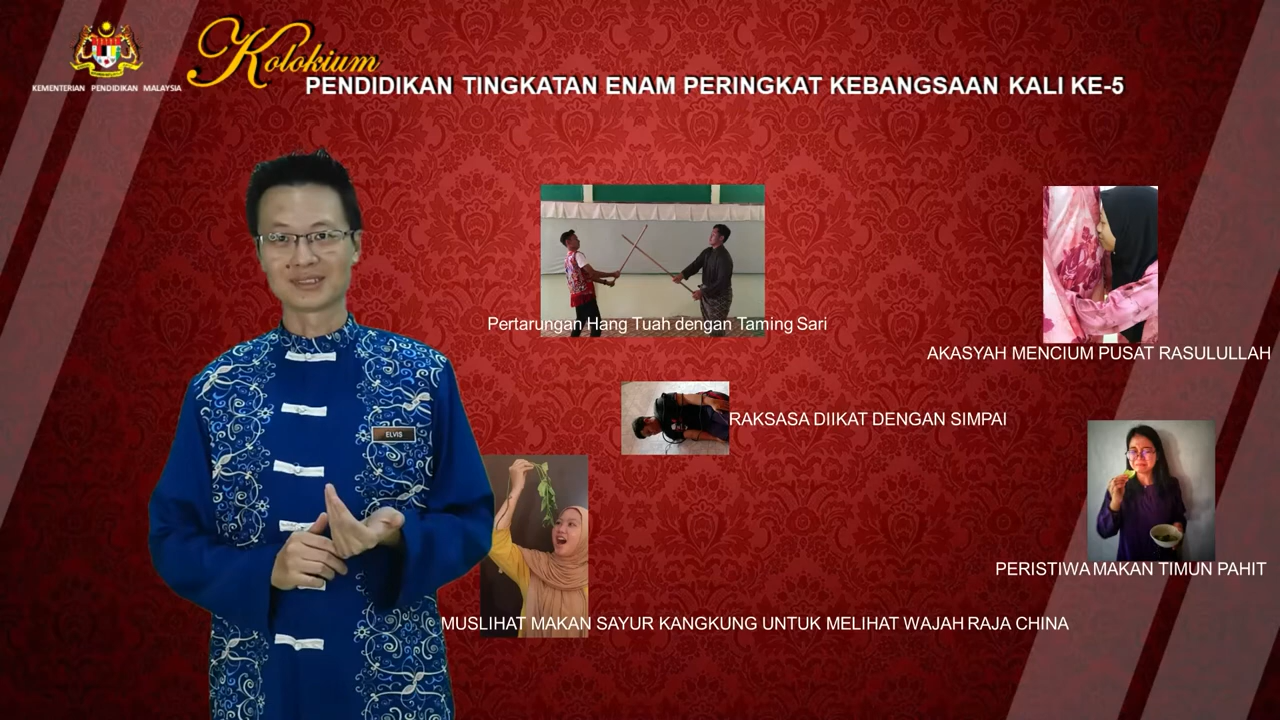 KEMENTERIAN PENDIDIKAN MALAYSIA
Kolokium
PENDIDIKAN TINGKATAN ENAM PERINGKAT KEBANGSAAN KALI KE-5
Pertarungan Hang Tuah dengan Taming Sari
AKASYAH MENCIUM PUSAT RASULULLAH
RAKSASA DIIKAT DENGAN SIMPAI
ELVIS
PERISTIWA MAKAN TIMUN PAHIT
MUSLIHAT MAKAN SAYUR KANGKUNG UNTUK MELIHAT WAJAH RAJA CHINA